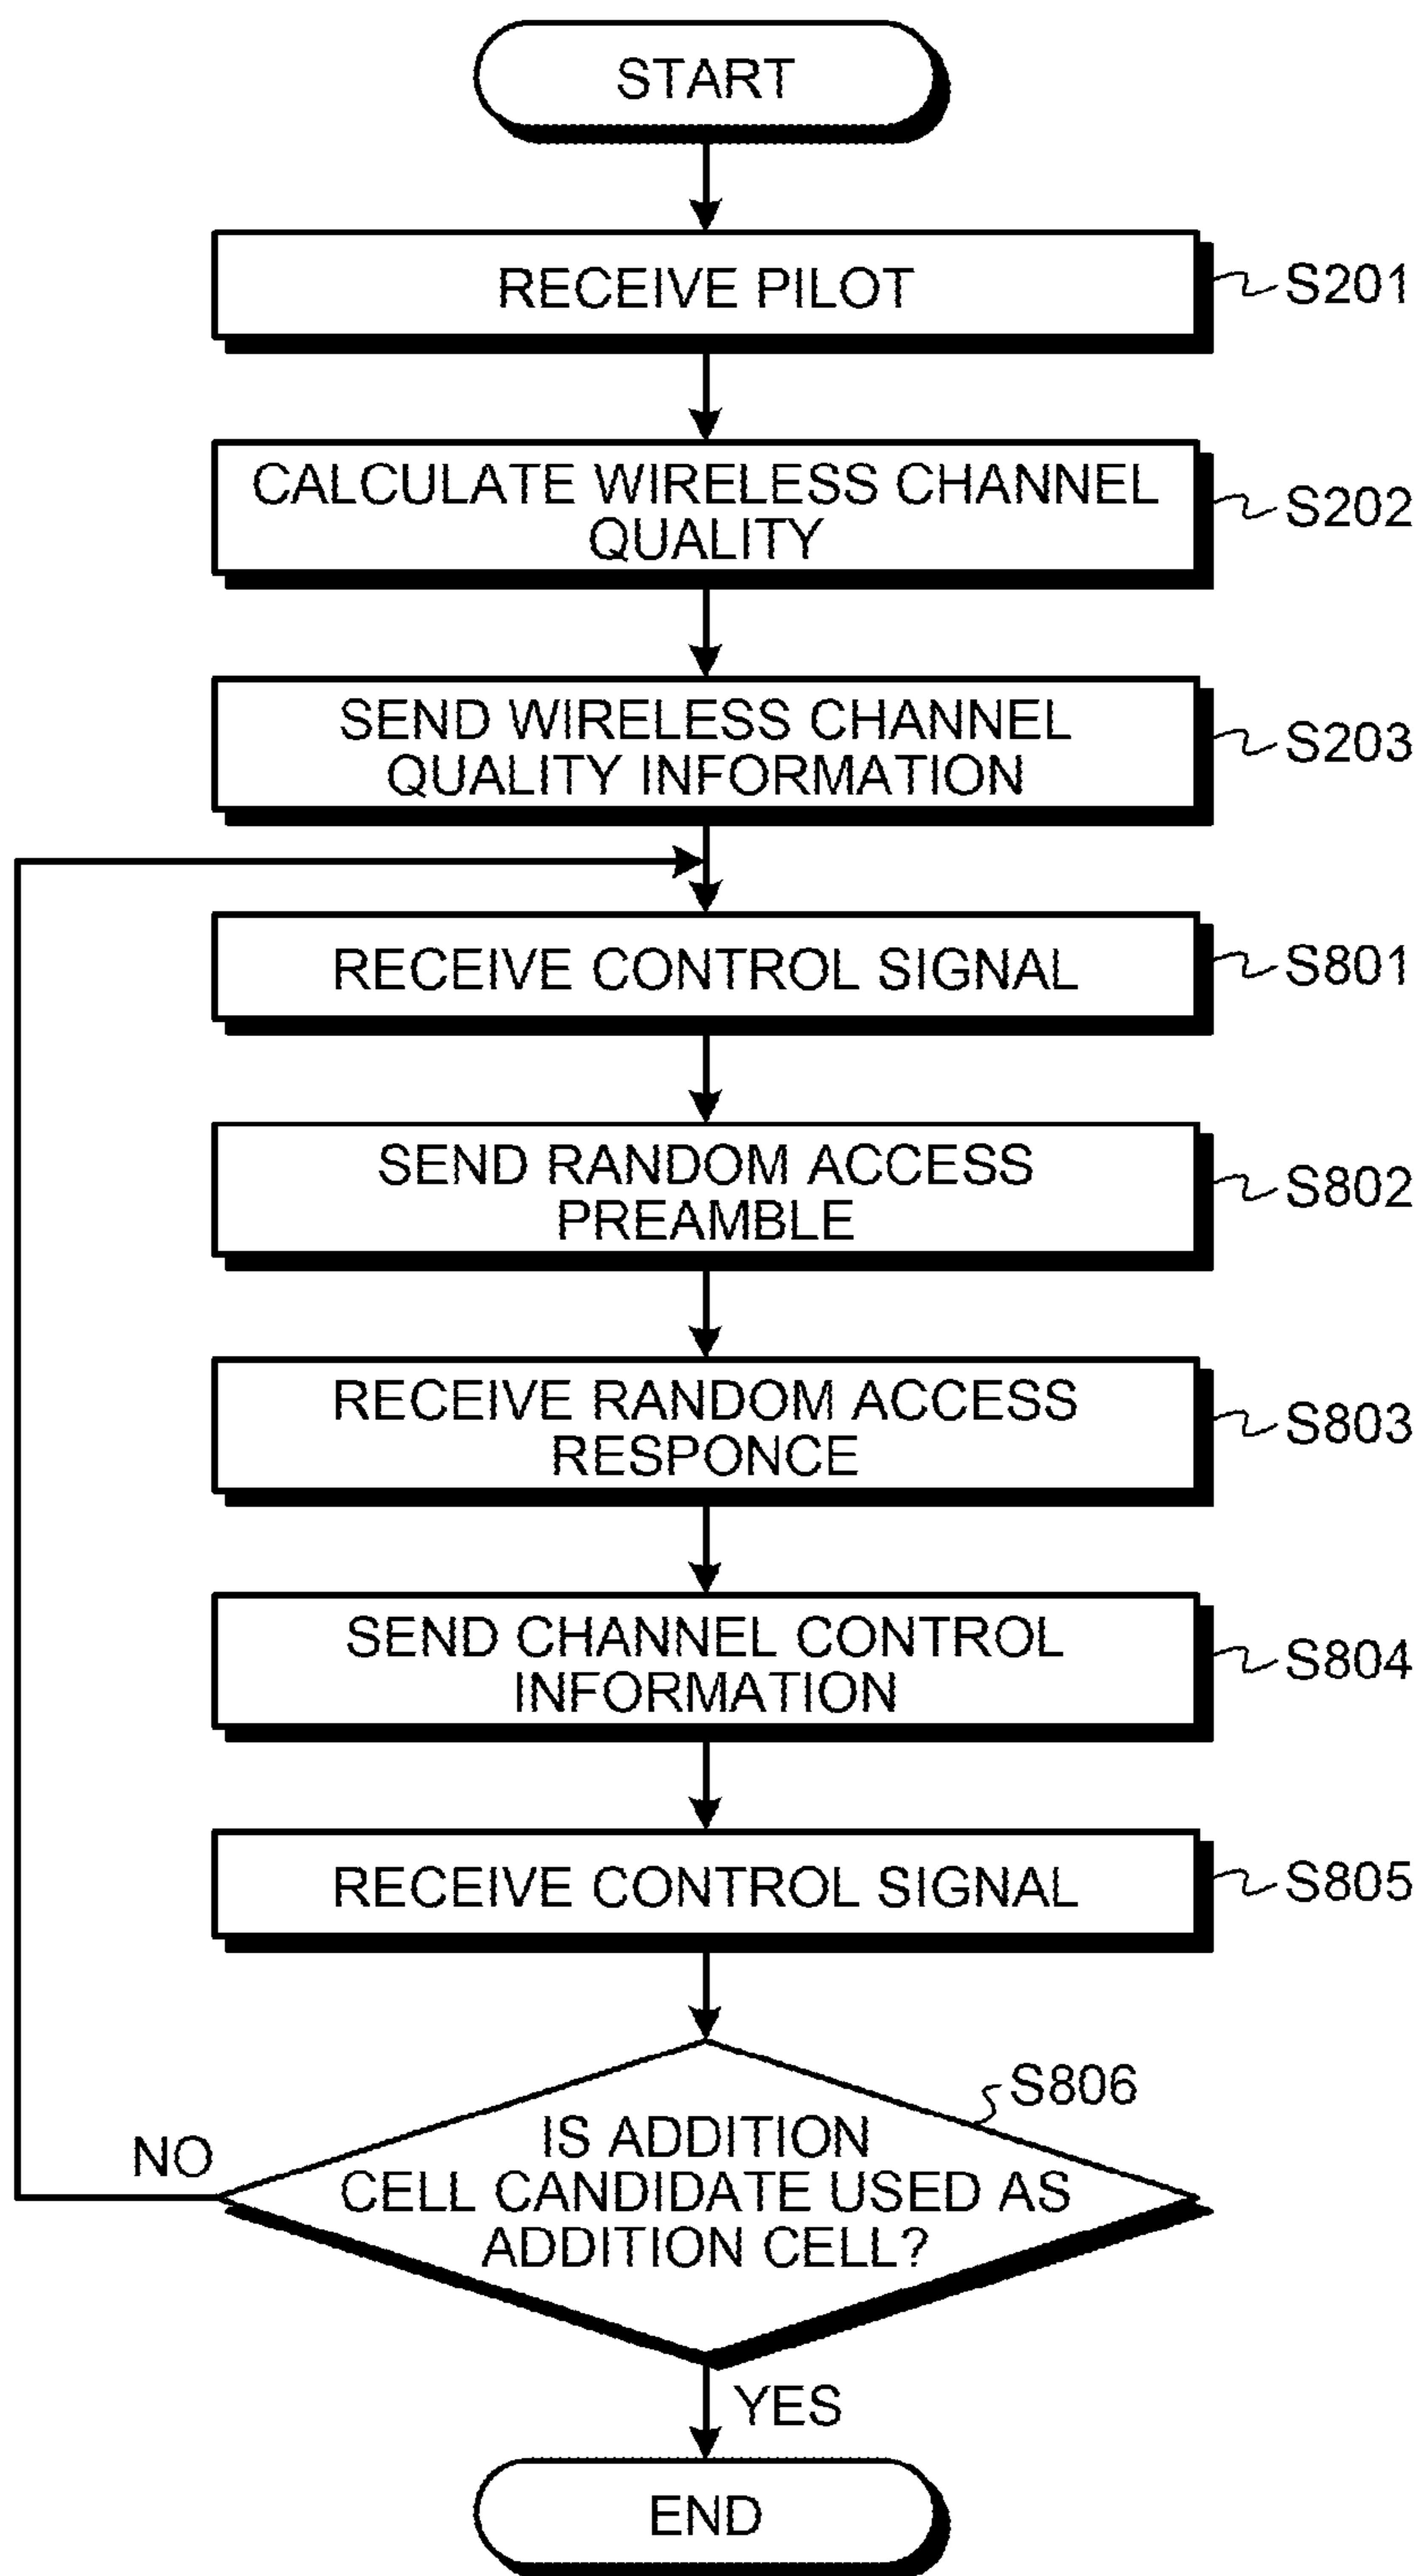 START
RECEIVE PILOT
S201
CALCULATE WIRELESS CHANNEL
QUALITY
S202
SEND WIRELESS CHANNEL
QUALITY INFORMATION
S203
RECEIVE CONTROL SIGNAL
S801
SEND RANDOM ACCESS
PREAMBLE
S802
RECEIVE RANDOM ACCESS
RESPONCE
S803
SEND CHANNEL CONTROL
INFORMATION
S804
RECEIVE CONTROL SIGNAL
S805
S806
IS ADDITION
CELL CANDIDATE USED AS
ADDITION CELL?
NO
YES
END